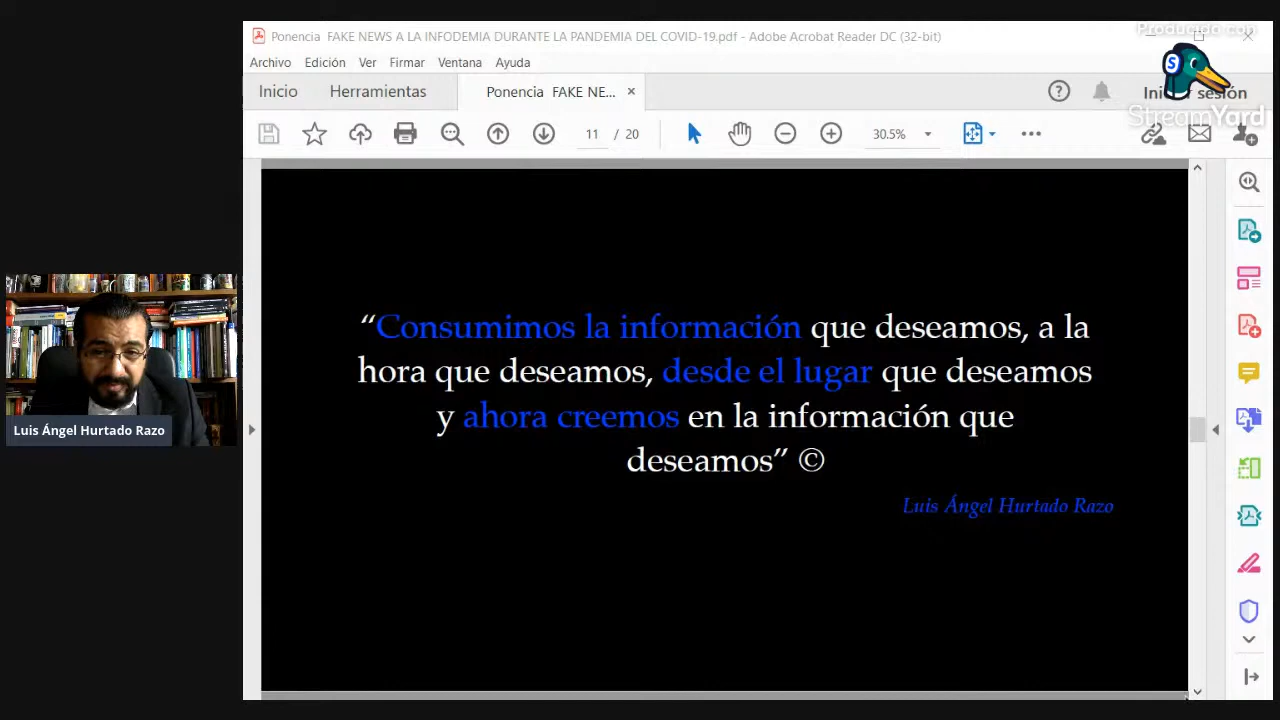 Producido con
StreamYard
Ponencia FAKE NEWS A LA INFODEMIA DURANTE LA PANDEMIA DEL COVID-19.pdf - Adobe Acrobat Reader DC (32-bit)
Archivo Edición Ver Firmar Ventana Ayuda
Inicio Herramientas Ponencia FAKE NE... ×
11 / 20 30.5%
“Consumimos la información que deseamos, a la
hora que deseamos, desde el lugar que deseamos
y ahora creemos en la información que
deseamos” ©
Luis Ángel Hurtado Razo
Luis Ángel Hurtado Razo